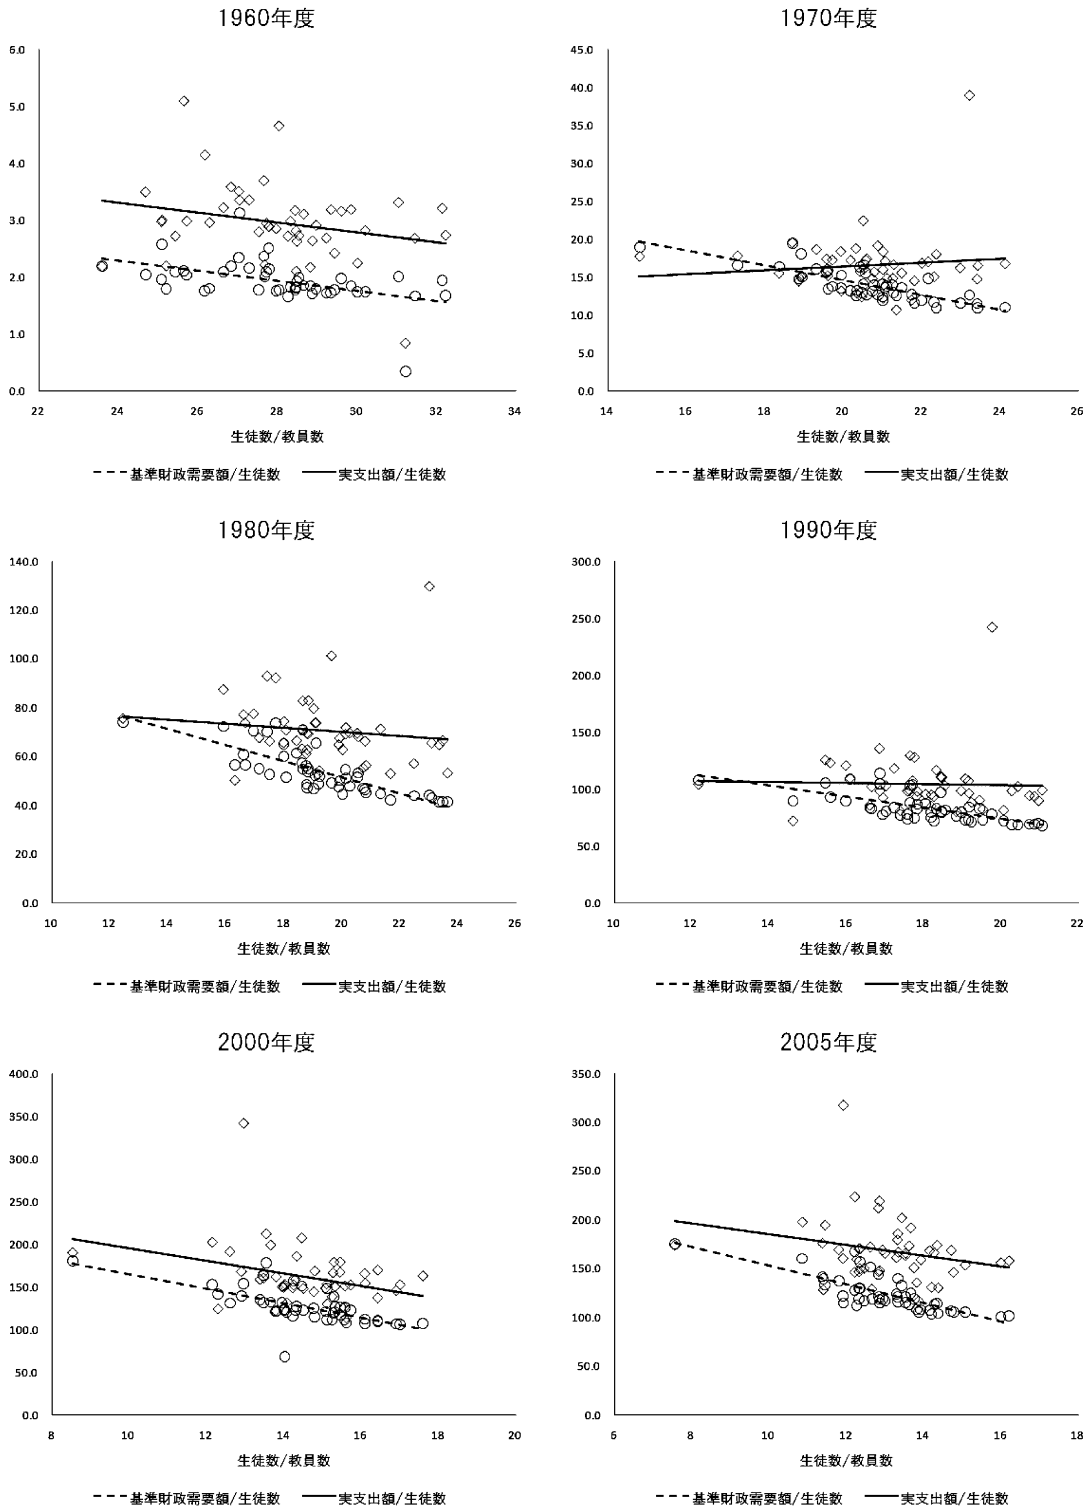 1960年度
6.0
5.0
4.0
3.0
2.0
1.0
0.0
22 24 26 28 30 32 34
生徒数/教員数
基準財政需要額/生徒数 実支出額/生徒数
1970年度
45.0
40.0
35.0
30.0
25.0
20.0
15.0
10.0
5.0
0.0
14 16 18 20 22 24 26
生徒数/教員数
基準財政需要額/生徒数 実支出額/生徒数
1980年度
140.0
120.0
100.0
80.0
60.0
40.0
20.0
0.0
10 12 14 16 18 20 22 24 26
生徒数/教員数
基準財政需要額/生徒数 実支出額/生徒数
1990年度
300.0
250.0
200.0
150.0
100.0
50.0
0.0
10 12 14 16 18 20 22
生徒数/教員数
基準財政需要額/生徒数 実支出額/生徒数
2000年度
400.0
350.0
300.0
250.0
200.0
150.0
100.0
50.0
0.0
8 10 12 14 16 18 20
生徒数/教員数
基準財政需要額/生徒数 実支出額/生徒数
2005年度
350.0
300.0
250.0
200.0
150.0
100.0
50.0
0.0
6 8 10 12 14 16 18
生徒数/教員数
基準財政需要額/生徒数 実支出額/生徒数